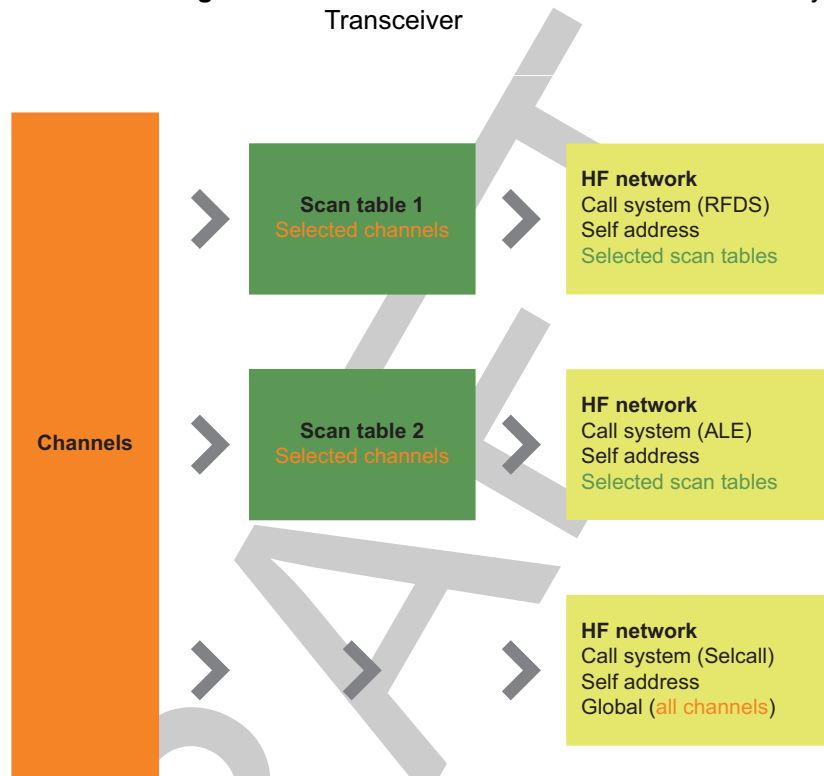 Transceiver
Channels
Scan table 1
Selected channels
HF network
Call system (RFDS)
Self address
Selected scan tables
Scan table 2
Selected channels
HF network
Call system (ALE)
Self address
Selected scan tables
HF network
Call system (Selcall)
Self address
Global (all channels)